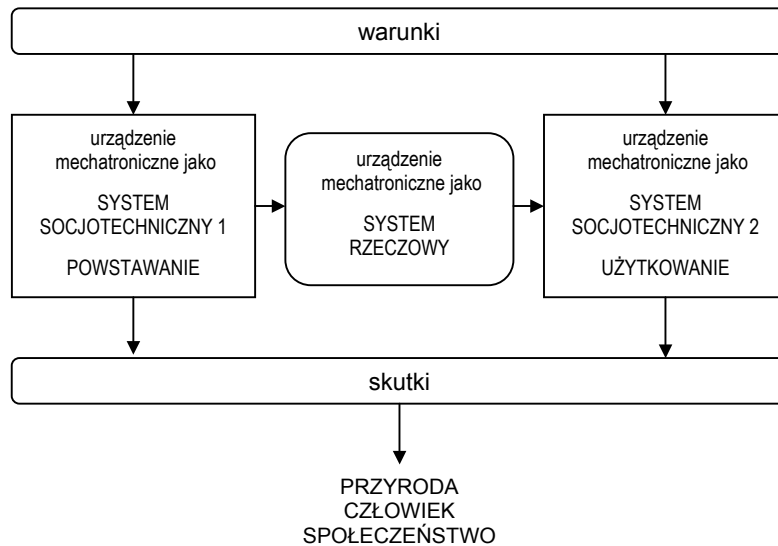 warunki
urządzenie
mechatroniczne jako
SYSTEM
SOCJOTECHNICZNY 1
POWSTAWANIE
urządzenie
mechatroniczne jako
SYSTEM
RZECZOWY
urządzenie
mechatroniczne jako
SYSTEM
SOCJOTECHNICZNY 2
UŻYTKOWANIE
skutki
PRZYRODA
CZŁOWIEK
SPOŁECZEŃSTWO